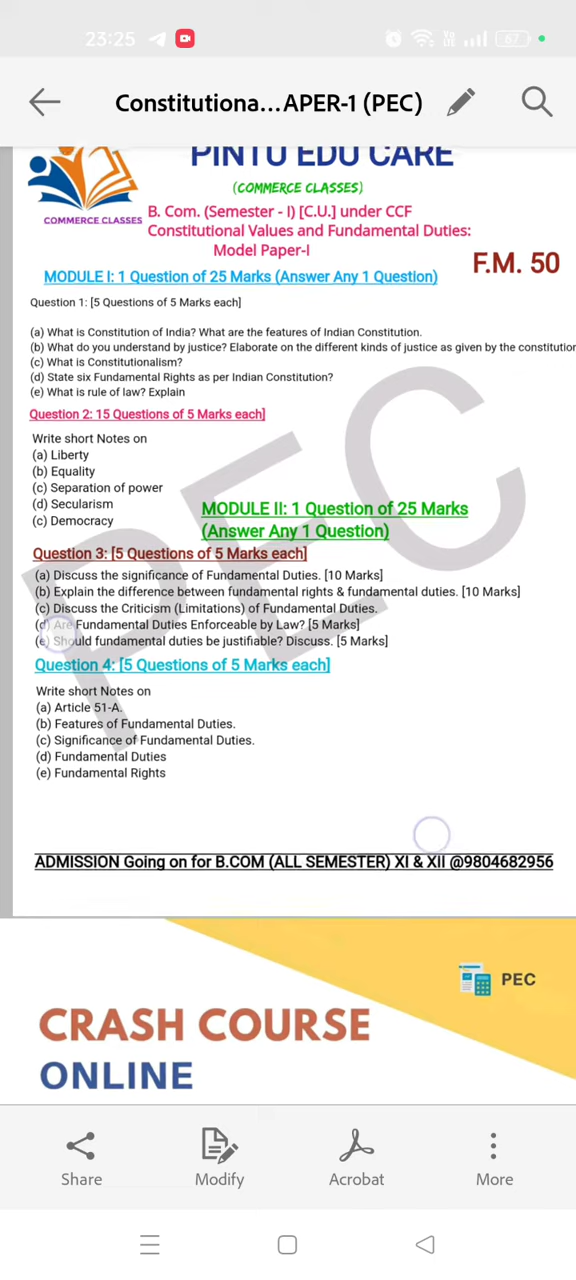 23:25
67
Constitutiona...APER-1 (PEC)
PINTU EDU CARE
(COMMERCE CLASSES)
COMMERCE CLASSES
B. Com. (Semester - I) [C.U.] under CCF
Constitutional Values and Fundamental Duties:
Model Paper-I
F.M. 50
MODULE I: 1 Question of 25 Marks (Answer Any 1 Question)
Question 1: [5 Questions of 5 Marks each]
(a) What is Constitution of India? What are the features of Indian Constitution.
(b) What do you understand by justice? Elaborate on the different kinds of justice as given by the constitution
(c) What is Constitutionalism?
(d) State six Fundamental Rights as per Indian Constitution?
(e) What is rule of law? Explain
Question 2: 15 Questions of 5 Marks each]
Write short Notes on
(a) Liberty
(b) Equality
(c) Separation of power
(d) Secularism
(c) Democracy
MODULE II: 1 Question of 25 Marks
(Answer Any 1 Question)
Question 3: [5 Questions of 5 Marks each]
(a) Discuss the significance of Fundamental Duties. [10 Marks]
(b) Explain the difference between fundamental rights & fundamental duties. [10 Marks]
(c) Discuss the Criticism (Limitations) of Fundamental Duties.
(d) Are Fundamental Duties Enforceable by Law? [5 Marks]
(e) Should fundamental duties be justifiable? Discuss. [5 Marks]
Question 4: [5 Questions of 5 Marks each]
Write short Notes on
(a) Article 51-A.
(b) Features of Fundamental Duties.
(c) Significance of Fundamental Duties.
(d) Fundamental Duties
(e) Fundamental Rights
PEC
ADMISSION Going on for B.COM (ALL SEMESTER) XI & XII @9804682956
PEC
CRASH COURSE
ONLINE
Share
Modify
Acrobat
More